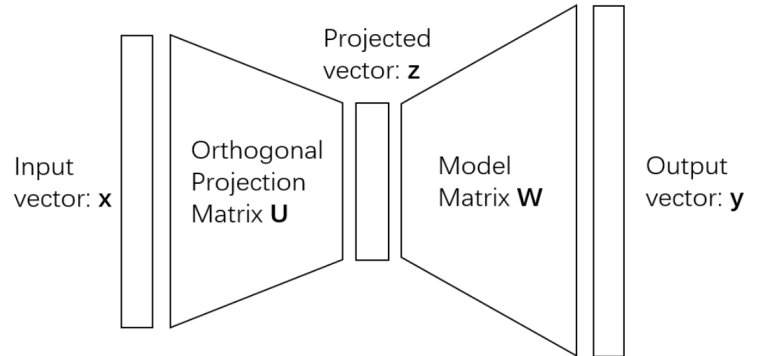 Projected
vector: z
Input
vector: x
Orthogonal
Projection
Matrix U
Model
Matrix W
Output
vector: y